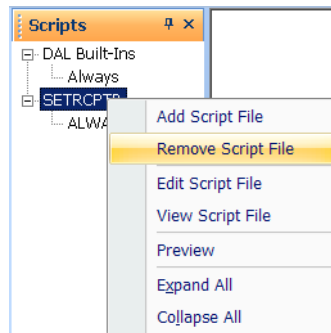 Scripts
DAL Built-Ins
Always
SETRCPTB
Add Script File
Remove Script File
Edit Script File
View Script File
Preview
Expand All
Collapse All